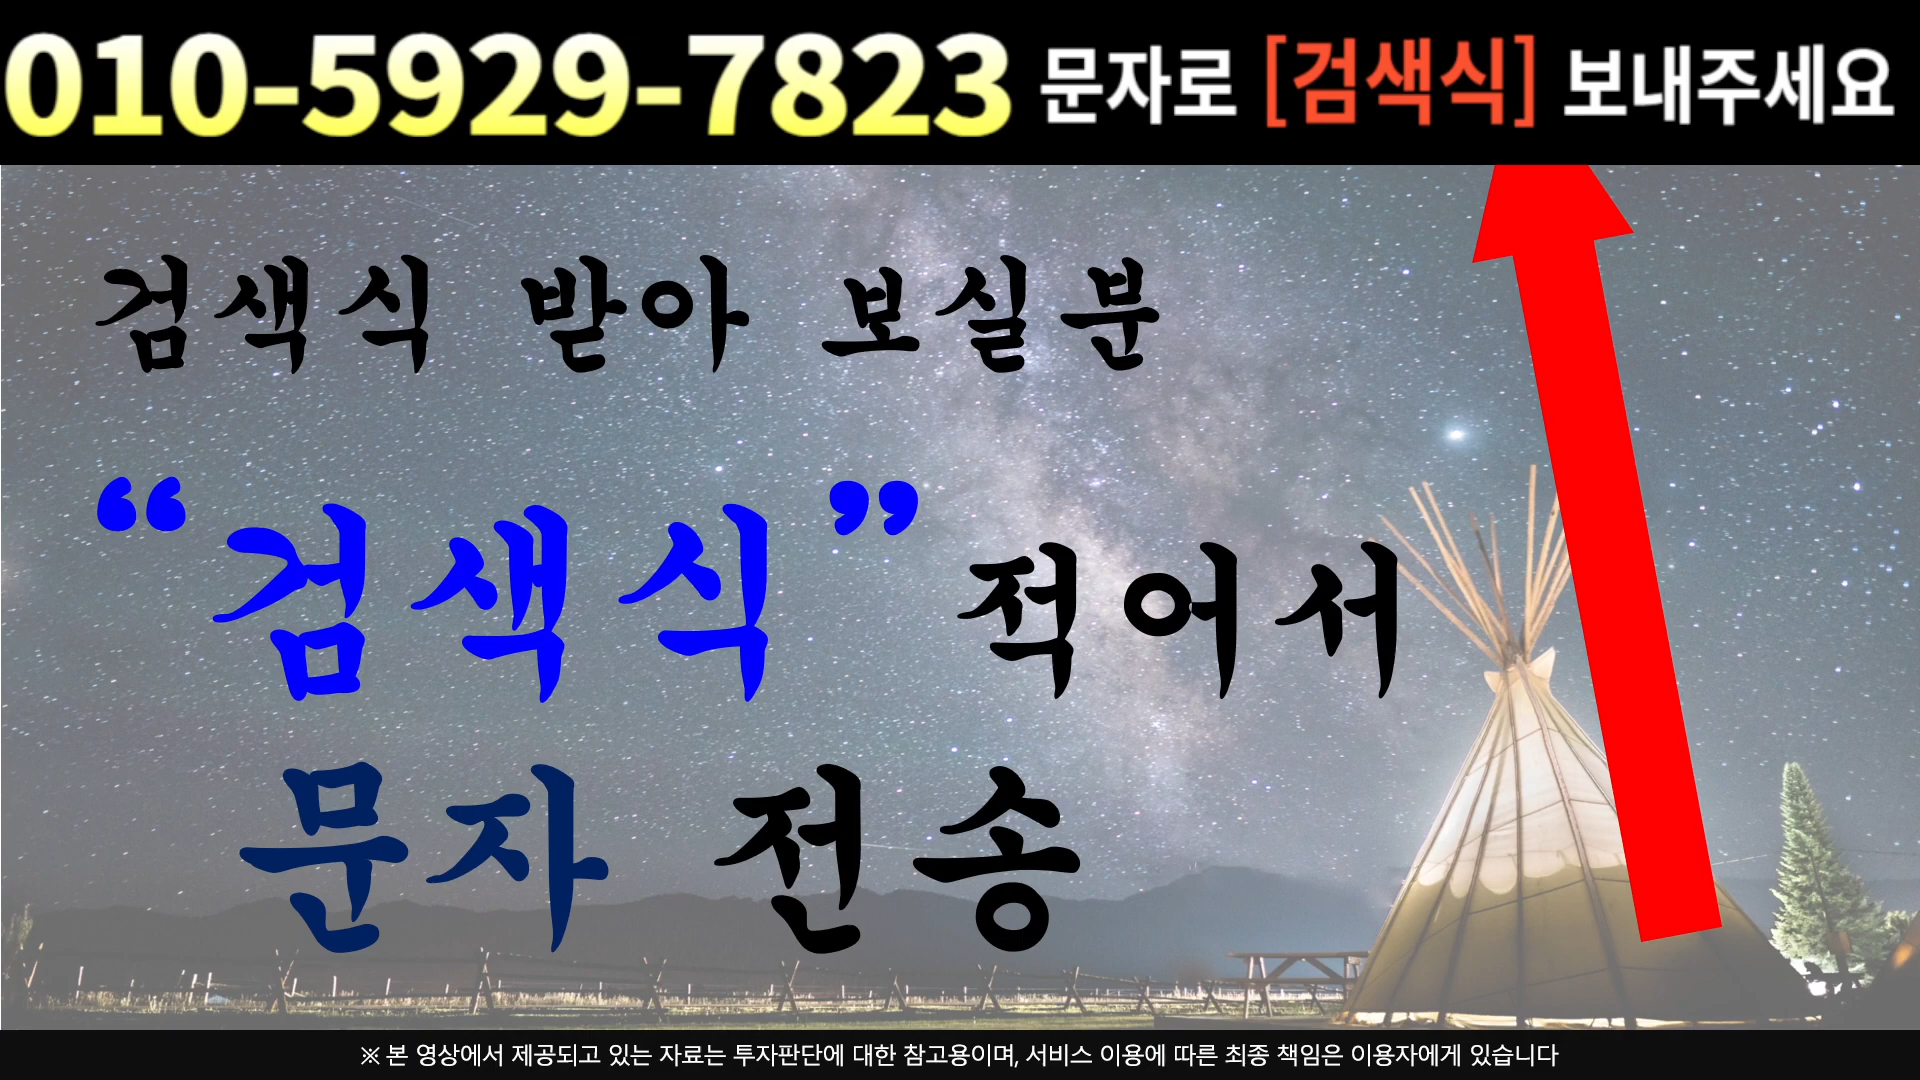 010-5929-7823 문자로 [검색식] 보내주세요
검색식 받아 보실분
“검색식” 적어서
문자 전송
※ 본 영상에서 제공되고 있는 자료는 투자판단에 대한 참고용이며, 서비스 이용에 따른 최종 책임은 이용자에게 있습니다